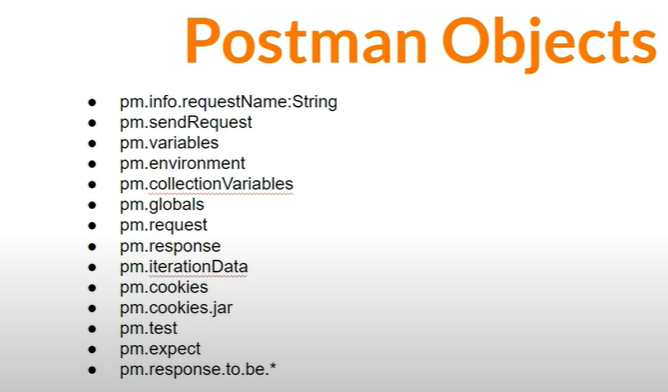 Postman Objects
● pm.info.requestName:String
● pm.sendRequest
● pm.variables
● pm.environment
● pm.collectionVariables
● pm.globals
● pm.request
● pm.response
● pm.iterationData
● pm.cookies
● pm.cookies.jar
● pm.test
● pm.expect
● pm.response.to.be.*